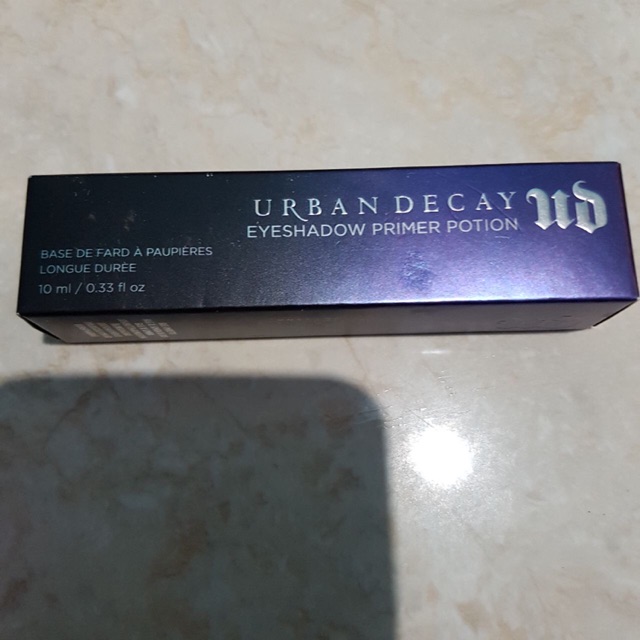 URBAN DECAY
EYESHADOW PRIMER POTION
UD
BASE DE FARD À PAUPIÈRES
LONGUE DURÉE
10 ml / 0.33 fl oz